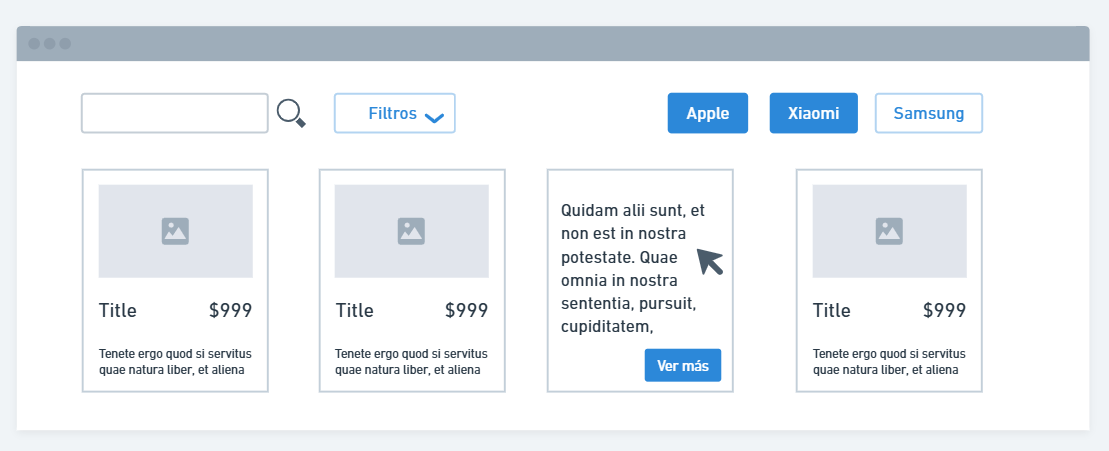 Filtros
Apple
Xiaomi
Samsung
Title $999
Tenete ergo quod si servitus
quae natura liber, et aliena
Title $999
Tenete ergo quod si servitus
quae natura liber, et aliena
Quidam alii sunt, et
non est in nostra
potestate. Quae
omnia in nostra
sententia, pursuit,
cupiditatem,
Ver más
Title $999
Tenete ergo quod si servitus
quae natura liber, et aliena